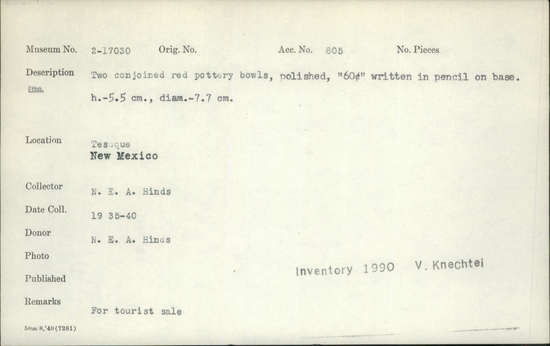 Museum No. 2-17030 Orig. No. Acc. No. 805 No. Pieces
Description Two conjoined red pottery bowls, polished, "60¢" written in pencil on base.
h.-5.5 cm., diam.-7.7 cm.
Location Tesuque
New Mexico
Collector N. E. A. Hinds
Date Coll. 19 35-40
Donor N. E. A. Hinds
Photo
Inventory 1990 V. Knechtel
Published
Remarks For tourist sale